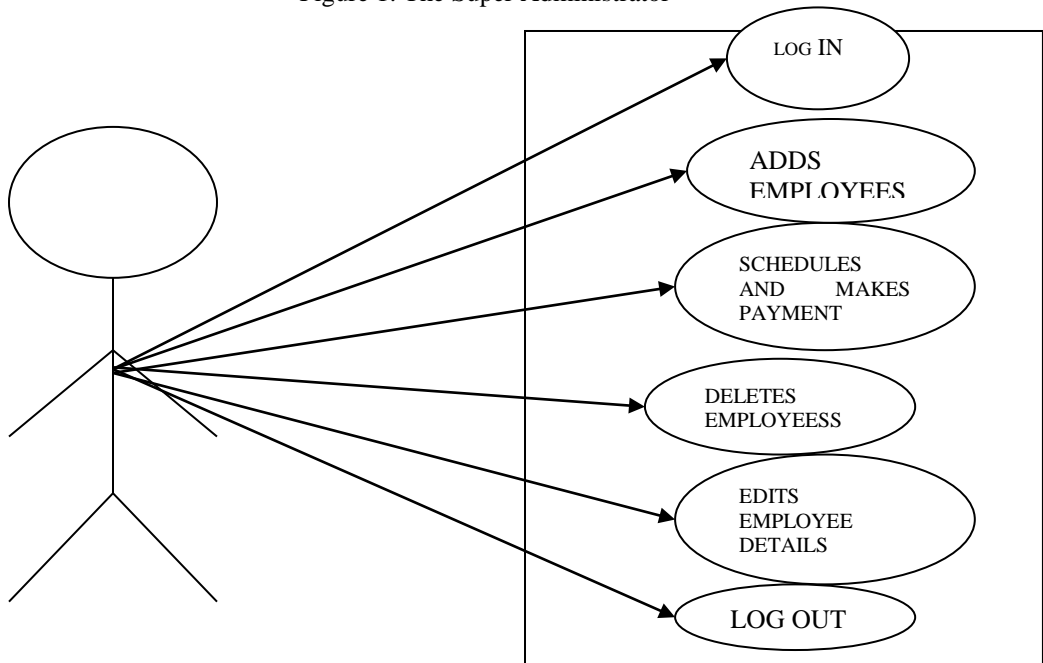 Figure 1: The Super Administrator
LOG IN
ADDS
EMPLOYEES
SCHEDULES
AND MAKES
PAYMENT
DELETES
EMPLOYEESS
EDITS
EMPLOYEE
DETAILS
LOG OUT